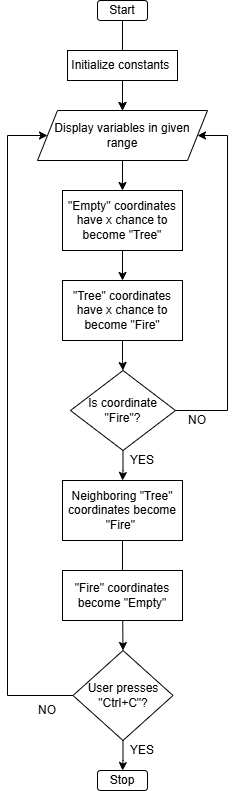 Start
Initialize constants
Display variables in given
range
"Empty" coordinates
have x chance to
become "Tree"
"Tree" coordinates
have x chance to
become "Fire"
Is coordinate
"Fire"?
NO
YES
Neighboring "Tree"
coordinates become
"Fire"
"Fire" coordinates
become "Empty"
User presses
"Ctrl+C"?
NO
YES
Stop